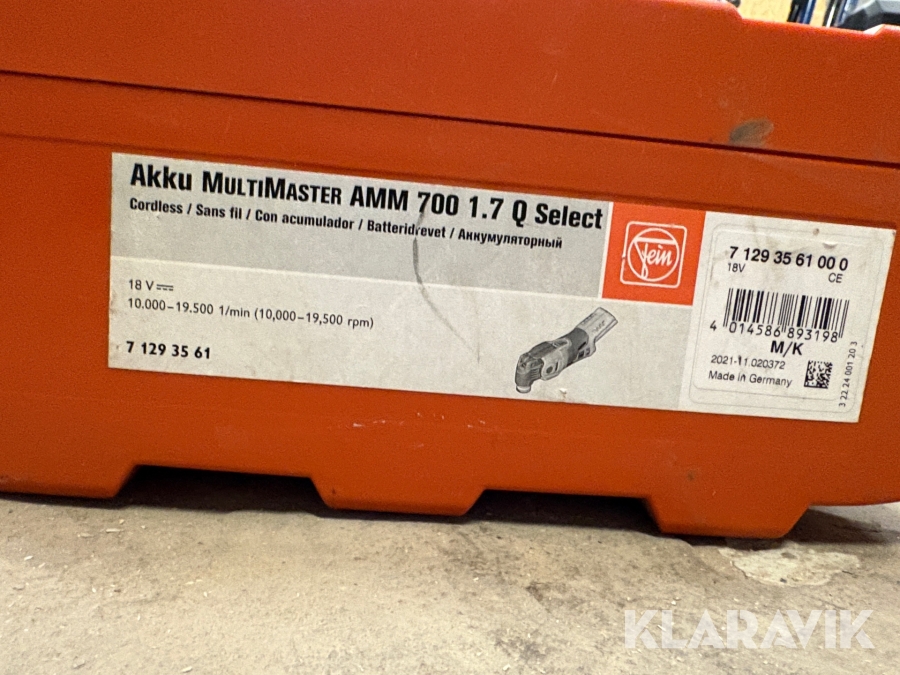 Akku MULTIMASTER AMM 700 1.7 Q Select
Cordless / Sans fil / Con acumulador / Batteridrevet / Аккумуляторный
18 V
10.000–19.500 1/min (10,000–19,500 rpm)
7 129 35 61
Fein
7 129 35 61 00 0
18V
CE
4 014586 893198
M/K
2021-11 020372
Made in Germany
3 22 24 001 20 3
KLARAVIK